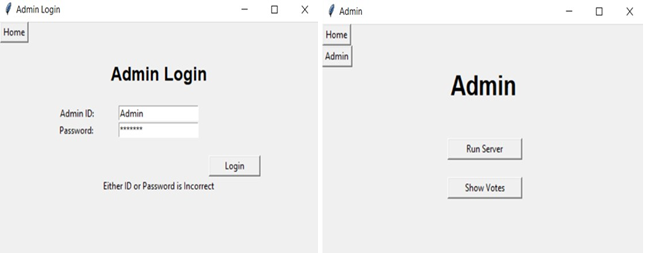 Admin Login
Home
Admin Login
Admin ID: Admin
Password: *******
Login
Either ID or Password is Incorrect
Admin
Home
Admin
Admin
Run Server
Show Votes